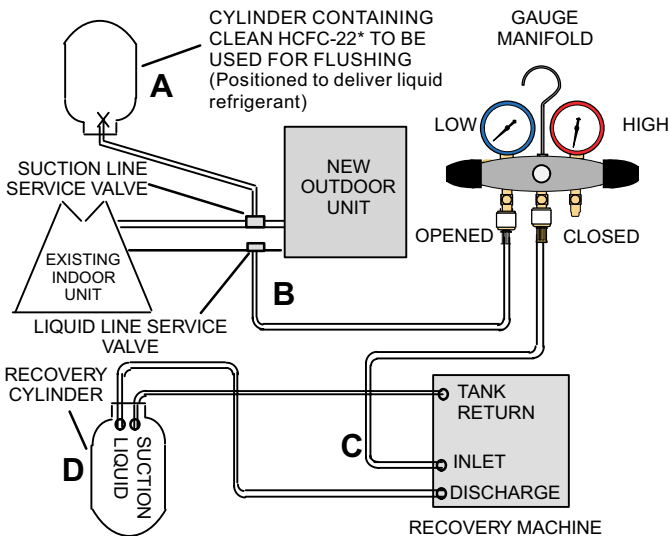 CYLINDER CONTAINING
CLEAN HCFC-22* TO BE
USED FOR FLUSHING
(Positioned to deliver liquid
refrigerant)
A
GAUGE
MANIFOLD
LOW
HIGH
SUCTION LINE
SERVICE VALVE
NEW
OUTDOOR
UNIT
EXISTING
INDOOR
UNIT
OPENED
CLOSED
B
LIQUID LINE SERVICE
VALVE
RECOVERY
CYLINDER
TANK
RETURN
C
D
LIQUID
SUCTION
INLET
DISCHARGE
RECOVERY MACHINE